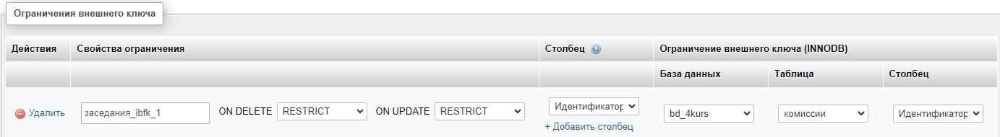 Ограничения внешнего ключа
Действия Свойства ограничения Столбец Ограничение внешнего ключа (INNODB)
База данных Таблица Столбец
Удалить заседания_ibfk_1 ON DELETE RESTRICT ON UPDATE RESTRICT Идентификатор bd_4kurs комиссии Идентификатор
+ Добавить столбец